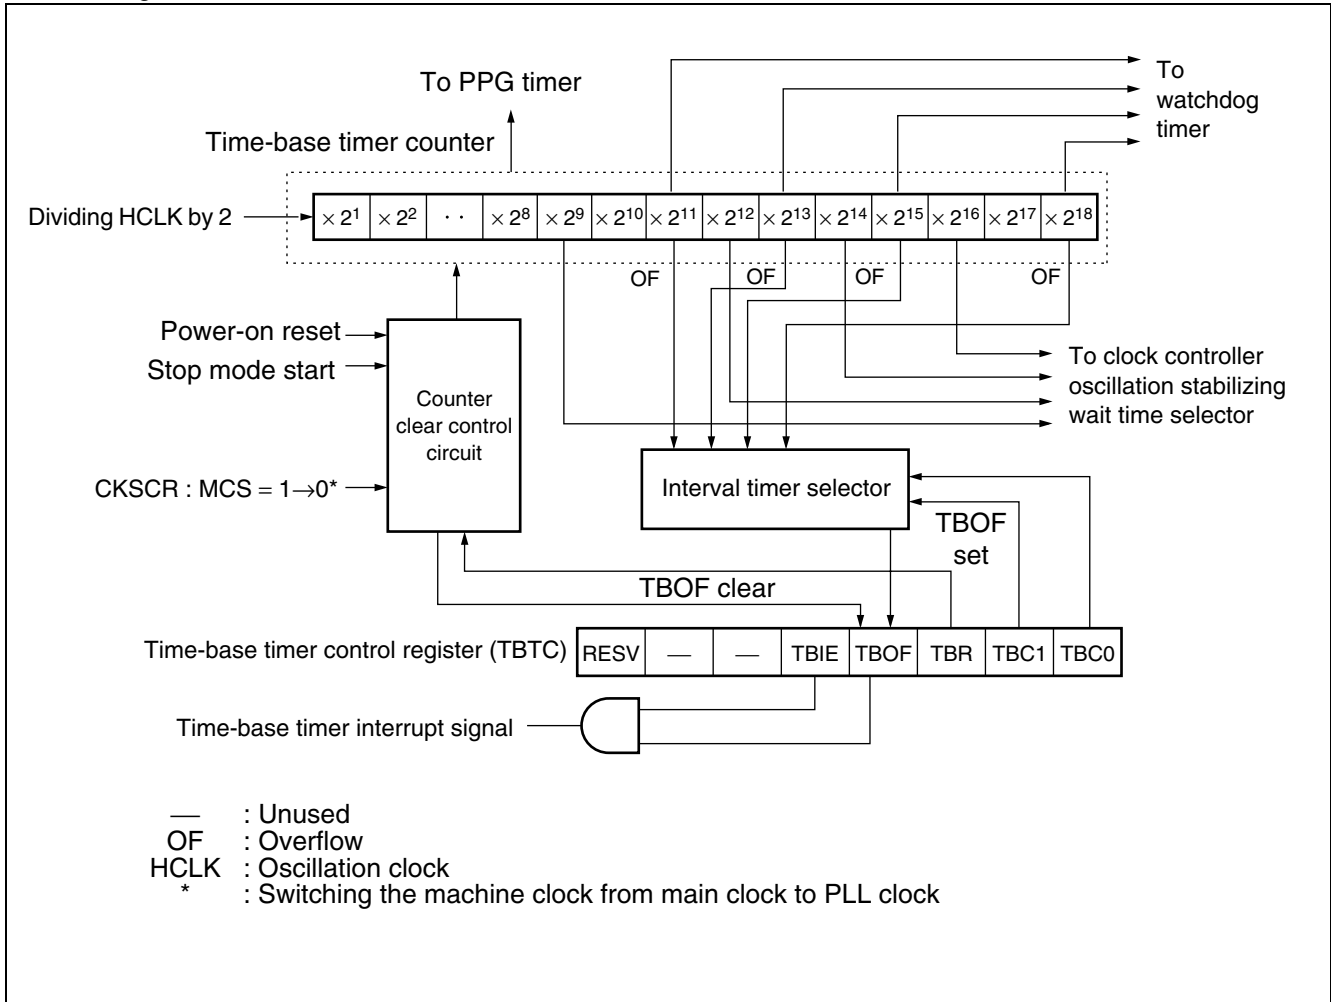 To PPG timer
To
watchdog
timer
Time-base timer counter
Dividing HCLK by 2
× 2¹ × 2² · · × 2⁸ × 2⁹ × 2¹⁰ × 2¹¹ × 2¹² × 2¹³ × 2¹⁴ × 2¹⁵ × 2¹⁶ × 2¹⁷ × 2¹⁸
OF OF OF OF
Power-on reset
Stop mode start
Counter
clear control
circuit
CKSCR : MCS = 1→0*
To clock controller
oscillation stabilizing
wait time selector
Interval timer selector
TBOF
set
TBOF clear
Time-base timer control register (TBTC)
RESV — — TBIE TBOF TBR TBC1 TBC0
Time-base timer interrupt signal
— : Unused
OF : Overflow
HCLK : Oscillation clock
* : Switching the machine clock from main clock to PLL clock